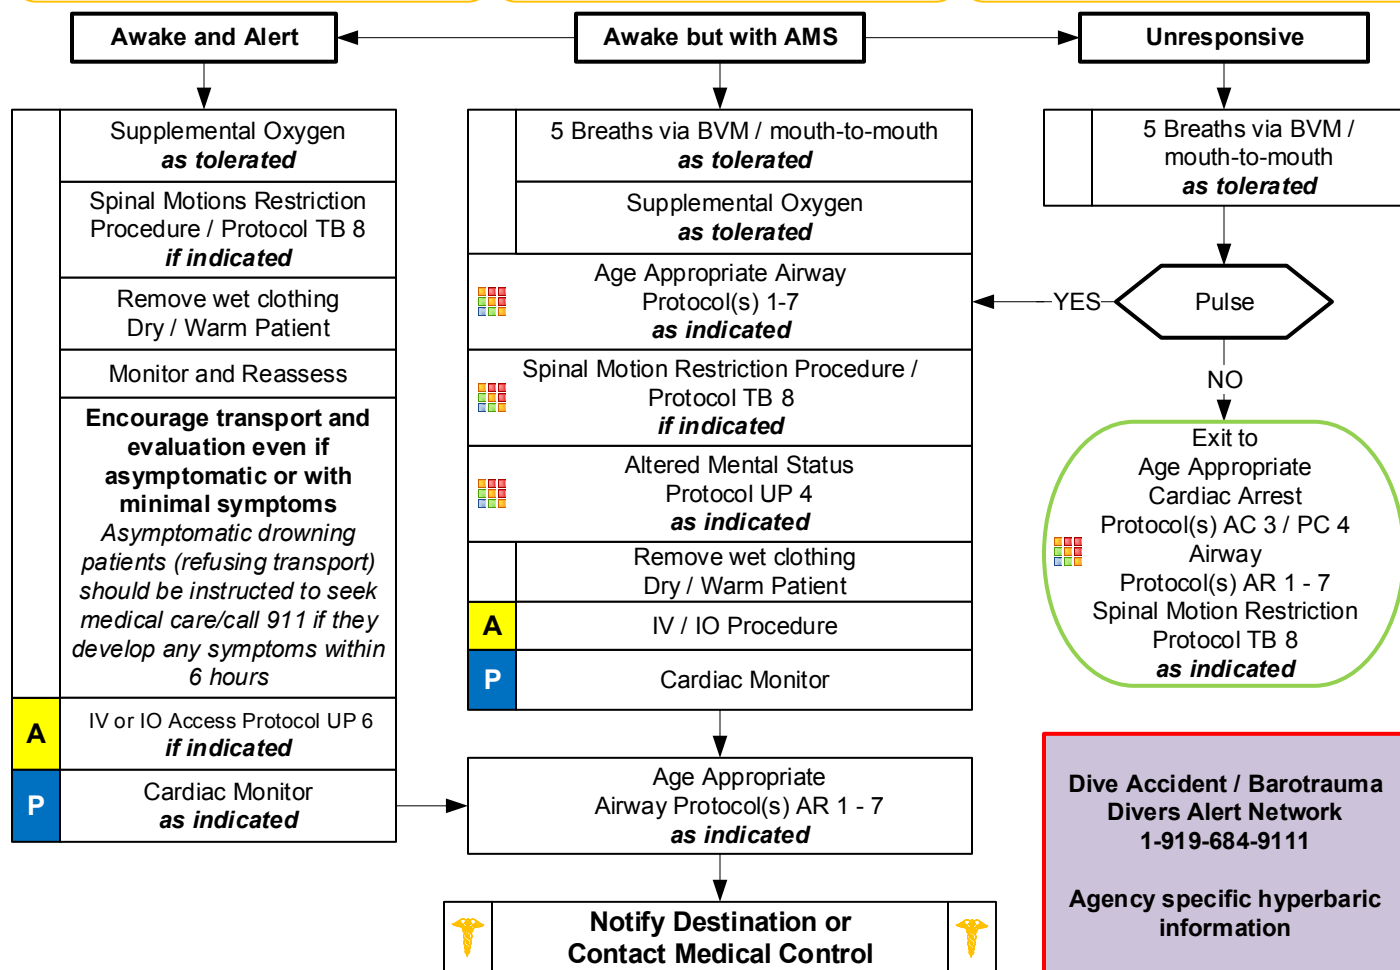 Awake and Alert
Awake but with AMS
Unresponsive
Supplemental Oxygen
as tolerated
Spinal Motions Restriction
Procedure / Protocol TB 8
if indicated
Remove wet clothing
Dry / Warm Patient
Monitor and Reassess
Encourage transport and
evaluation even if
asymptomatic or with
minimal symptoms
Asymptomatic drowning
patients (refusing transport)
should be instructed to seek
medical care/call 911 if they
develop any symptoms within
6 hours
A
IV or IO Access Protocol UP 6
if indicated
P
Cardiac Monitor
as indicated
5 Breaths via BVM / mouth-to-mouth
as tolerated
Supplemental Oxygen
as tolerated
Age Appropriate Airway
Protocol(s) 1-7
as indicated
Spinal Motion Restriction Procedure /
Protocol TB 8
if indicated
Altered Mental Status
Protocol UP 4
as indicated
Remove wet clothing
Dry / Warm Patient
A
IV / IO Procedure
P
Cardiac Monitor
Age Appropriate
Airway Protocol(s) AR 1 - 7
as indicated
Notify Destination or
Contact Medical Control
5 Breaths via BVM /
mouth-to-mouth
as tolerated
Pulse
YES
NO
Exit to
Age Appropriate
Cardiac Arrest
Protocol(s) AC 3 / PC 4
Airway
Protocol(s) AR 1 - 7
Spinal Motion Restriction
Protocol TB 8
as indicated
Dive Accident / Barotrauma
Divers Alert Network
1-919-684-9111
Agency specific hyperbaric
information